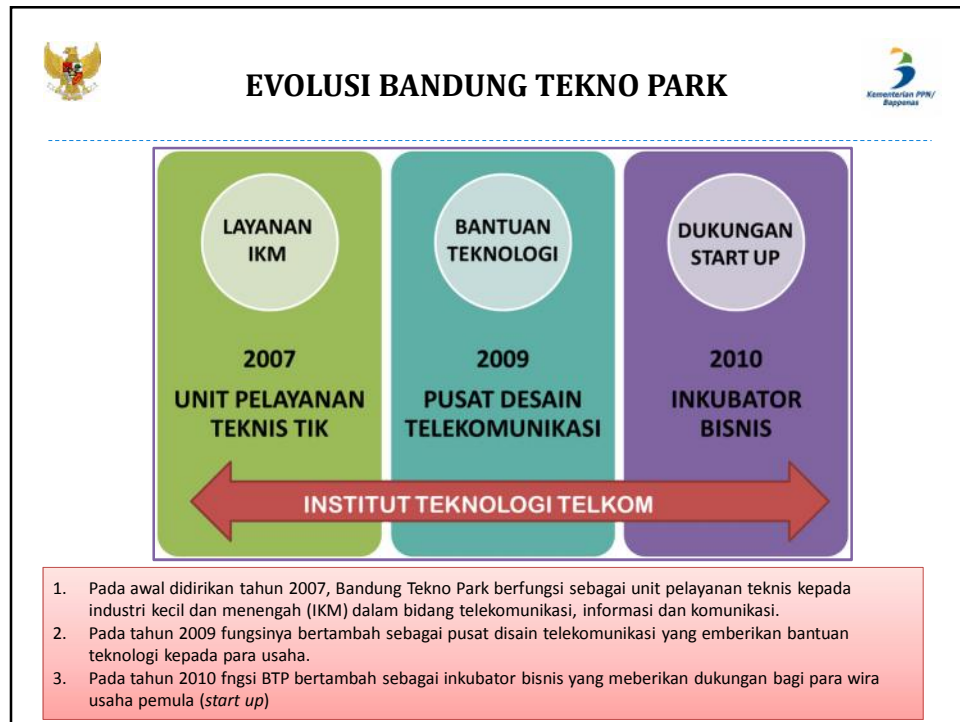 EVOLUSI BANDUNG TEKNO PARK
Kementerian PPN/
Bappenas
LAYANAN
IKM
2007
UNIT PELAYANAN
TEKNIS TIK
BANTUAN
TEKNOLOGI
2009
PUSAT DESAIN
TELEKOMUNIKASI
DUKUNGAN
START UP
2010
INKUBATOR
BISNIS
INSTITUT TEKNOLOGI TELKOM
1. Pada awal didirikan tahun 2007, Bandung Tekno Park berfungsi sebagai unit pelayanan teknis kepada
industri kecil dan menengah (IKM) dalam bidang telekomunikasi, informasi dan komunikasi.
2. Pada tahun 2009 fungsinya bertambah sebagai pusat disain telekomunikasi yang emberikan bantuan
teknologi kepada para usaha.
3. Pada tahun 2010 fngsi BTP bertambah sebagai inkubator bisnis yang meberikan dukungan bagi para wira
usaha pemula (start up)